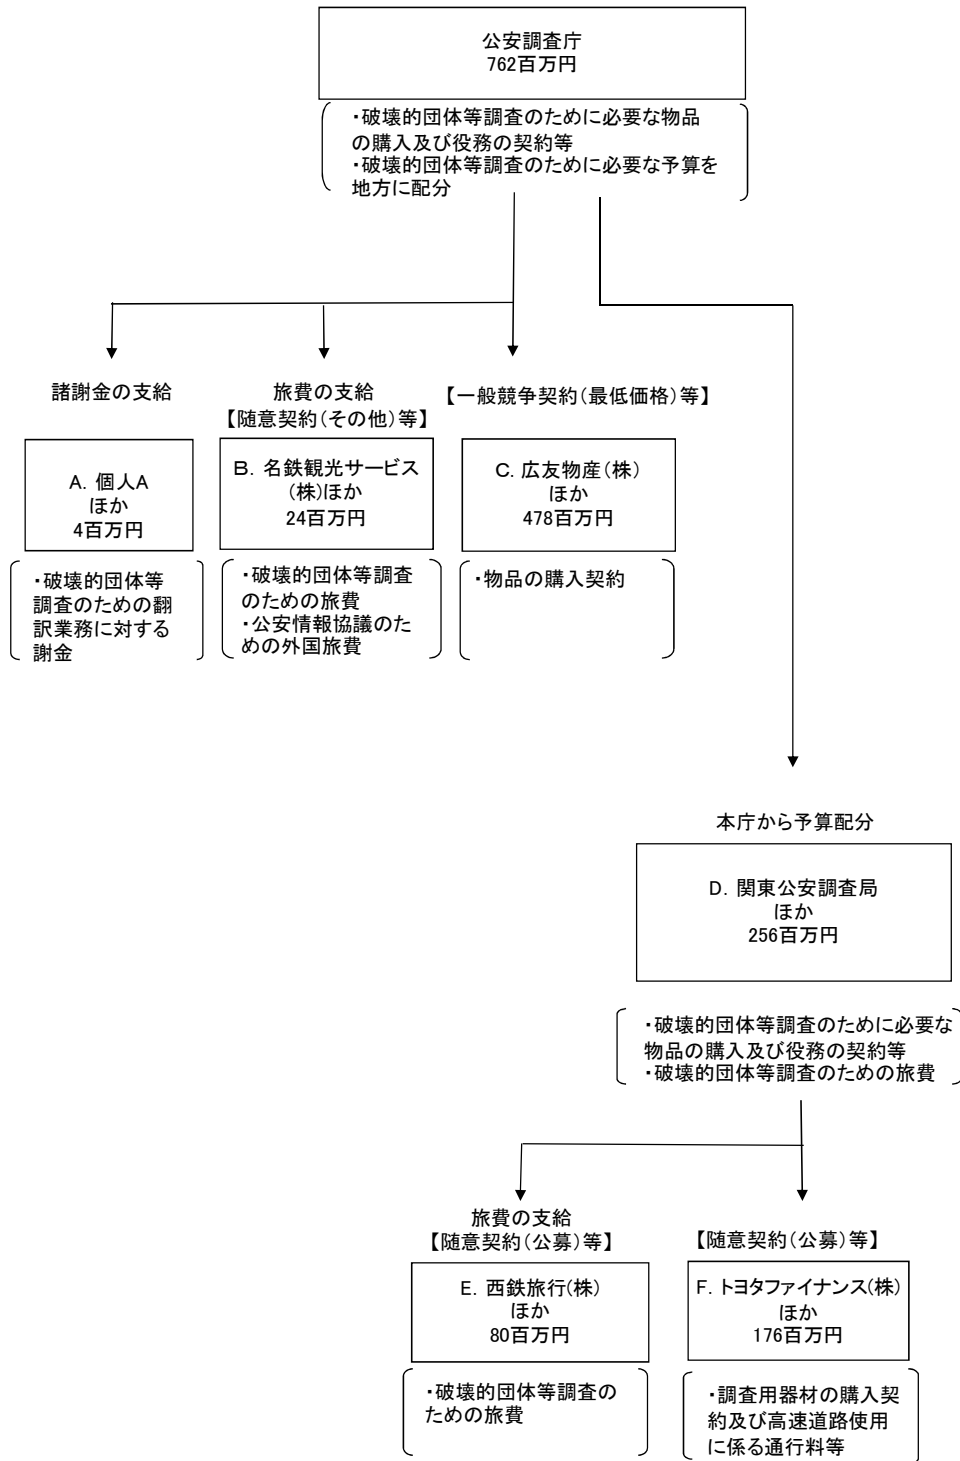 公安調査庁
762百万円
・破壊的団体等調査のために必要な物品
の購入及び役務の契約等
・破壊的団体等調査のために必要な予算を
地方に配分
諸謝金の支給
旅費の支給
【随意契約(その他)等】
【一般競争契約(最低価格)等】
A. 個人A
ほか
4百万円
B. 名鉄観光サービス
(株)ほか
24百万円
C. 広友物産(株)
ほか
478百万円
・破壊的団体等
調査のための翻
訳業務に対する
謝金
・破壊的団体等調査
のための旅費
・公安情報協議のた
めの外国旅費
・物品の購入契約
本庁から予算配分
D. 関東公安調査局
ほか
256百万円
・破壊的団体等調査のために必要な
物品の購入及び役務の契約等
・破壊的団体等調査のための旅費
旅費の支給
【随意契約(公募)等】
【随意契約(公募)等】
E. 西鉄旅行(株)
ほか
80百万円
F. トヨタファイナンス(株)
ほか
176百万円
・破壊的団体等調査の
ための旅費
・調査用器材の購入契
約及び高速道路使用
に係る通行料等